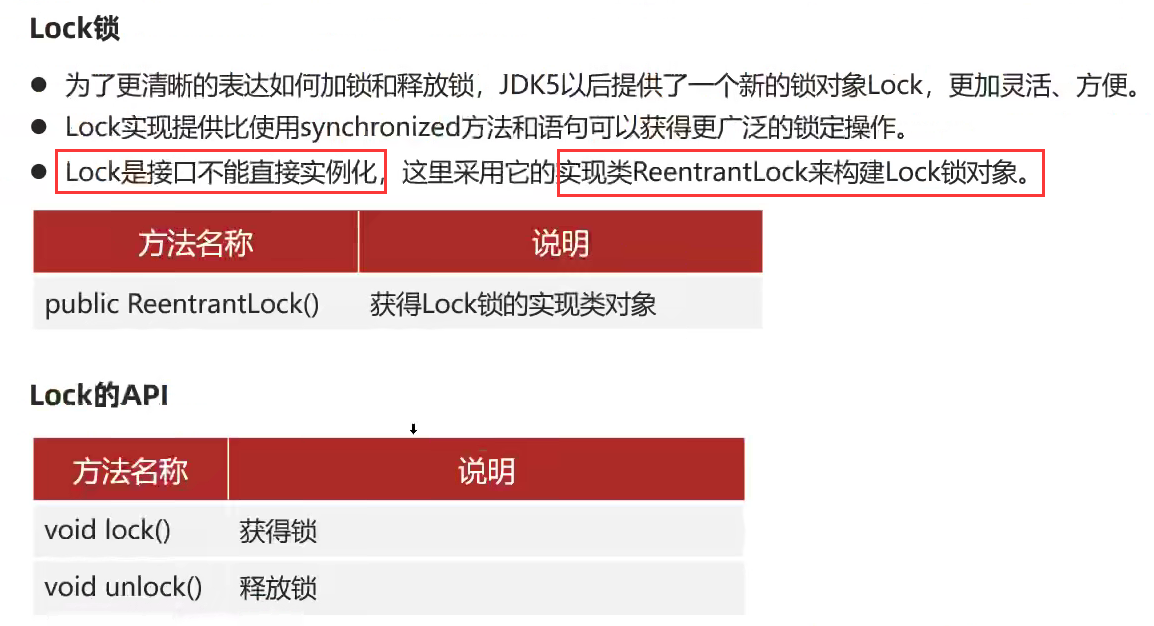 Lock锁
● 为了更清晰的表达如何加锁和释放锁，JDK5以后提供了一个新的锁对象Lock，更加灵活、方便。
● Lock实现提供比使用synchronized方法和语句可以获得更广泛的锁定操作。
● Lock是接口不能直接实例化，这里采用它的实现类ReentrantLock来构建Lock锁对象。
方法名称 说明
public ReentrantLock() 获得Lock锁的实现类对象
Lock的API
方法名称 说明
void lock() 获得锁
void unlock() 释放锁